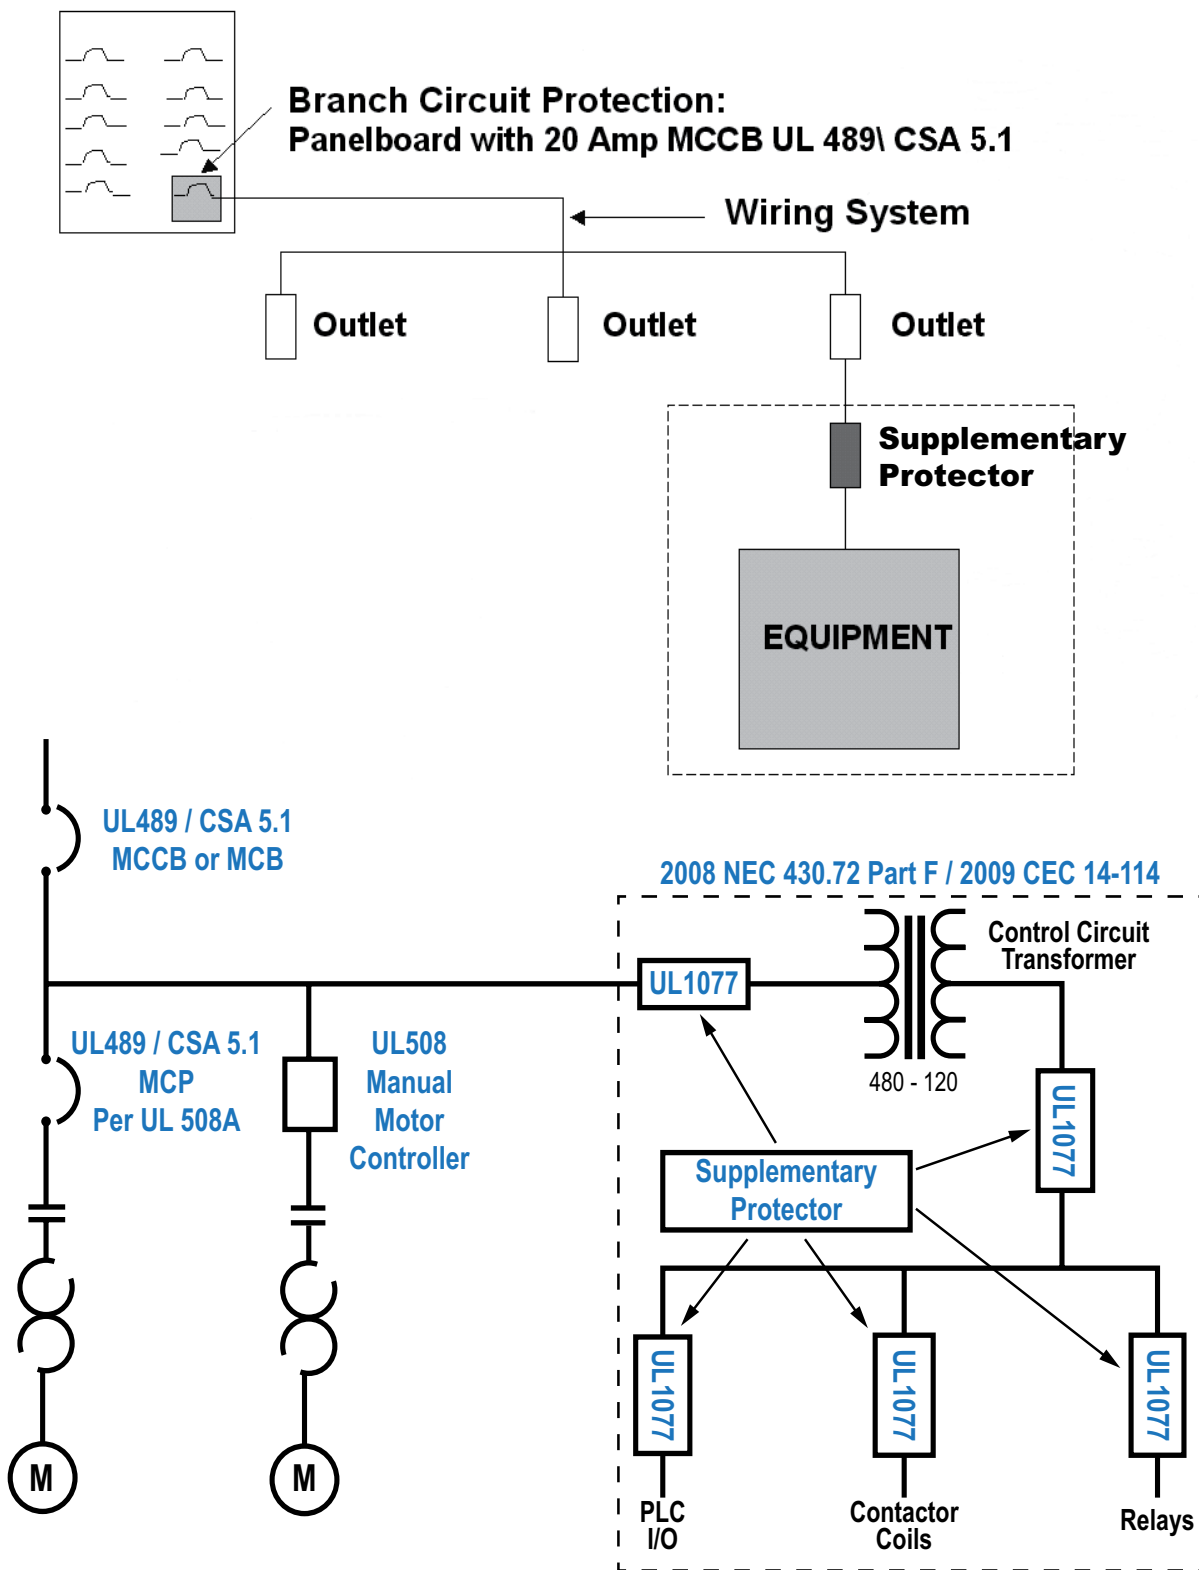 Branch Circuit Protection:
Panelboard with 20 Amp MCCB UL 489\ CSA 5.1
Wiring System
Outlet
Outlet
Outlet
Supplementary
Protector
EQUIPMENT
UL489 / CSA 5.1
MCCB or MCB
2008 NEC 430.72 Part F / 2009 CEC 14-114
Control Circuit
Transformer
UL1077
480 - 120
UL489 / CSA 5.1
MCP
Per UL 508A
UL508
Manual
Motor
Controller
UL1077
Supplementary
Protector
UL1077
UL1077
UL1077
M
M
PLC
I/O
Contactor
Coils
Relays